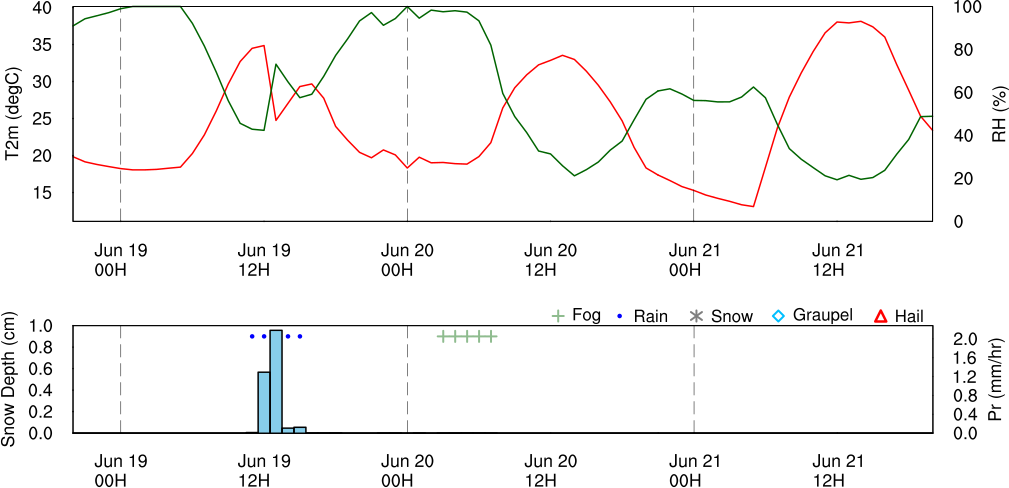 40
35
30
25
20
15
T2m (degC)
100
80
60
40
20
0
RH (%)
Jun 19
00H
Jun 19
12H
Jun 20
00H
Jun 20
12H
Jun 21
00H
Jun 21
12H
Fog Rain Snow Graupel Hail
1.0
0.8
0.6
0.4
0.2
0.0
Snow Depth (cm)
2.0
1.6
1.2
0.8
0.4
0.0
Pr (mm/hr)
Jun 19
00H
Jun 19
12H
Jun 20
00H
Jun 20
12H
Jun 21
00H
Jun 21
12H